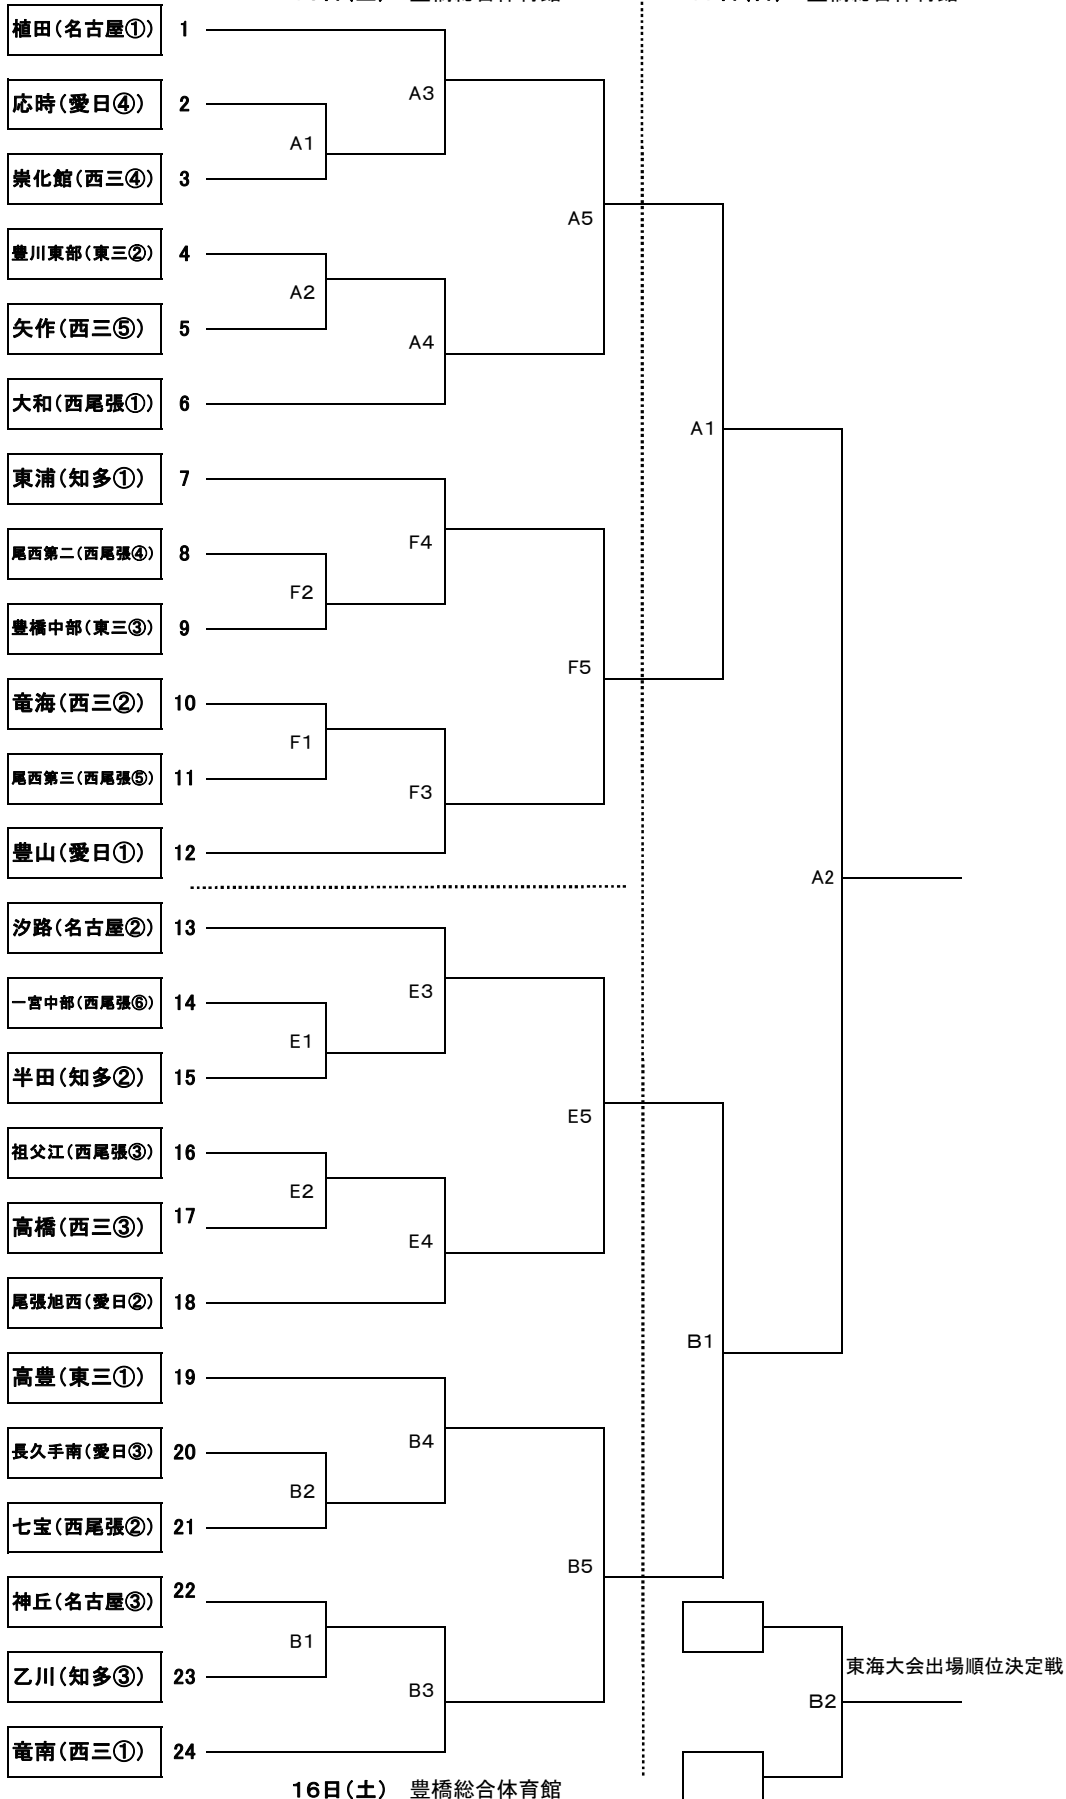 植田(名古屋①) 1
A3
応時(愛日④) 2
A1
崇化館(西三④) 3
A5
豊川東部(東三②) 4
A2
矢作(西三⑤) 5
A4
大和(西尾張①) 6
A1
東浦(知多①) 7
F4
尾西第二(西尾張④) 8
F2
豊橋中部(東三③) 9
F5
竜海(西三②) 10
F1
尾西第三(西尾張⑤) 11
F3
豊山(愛日①) 12
A2
汐路(名古屋②) 13
E3
一宮中部(西尾張⑥) 14
E1
半田(知多②) 15
E5
祖父江(西尾張③) 16
E2
高橋(西三③) 17
E4
尾張旭西(愛日②) 18
B1
高豊(東三①) 19
B4
長久手南(愛日③) 20
B2
七宝(西尾張②) 21
B5
神丘(名古屋③) 22
B1
乙川(知多③) 23
東海大会出場順位決定戦
B3
B2
竜南(西三①) 24
16日(土) 豊橋総合体育館